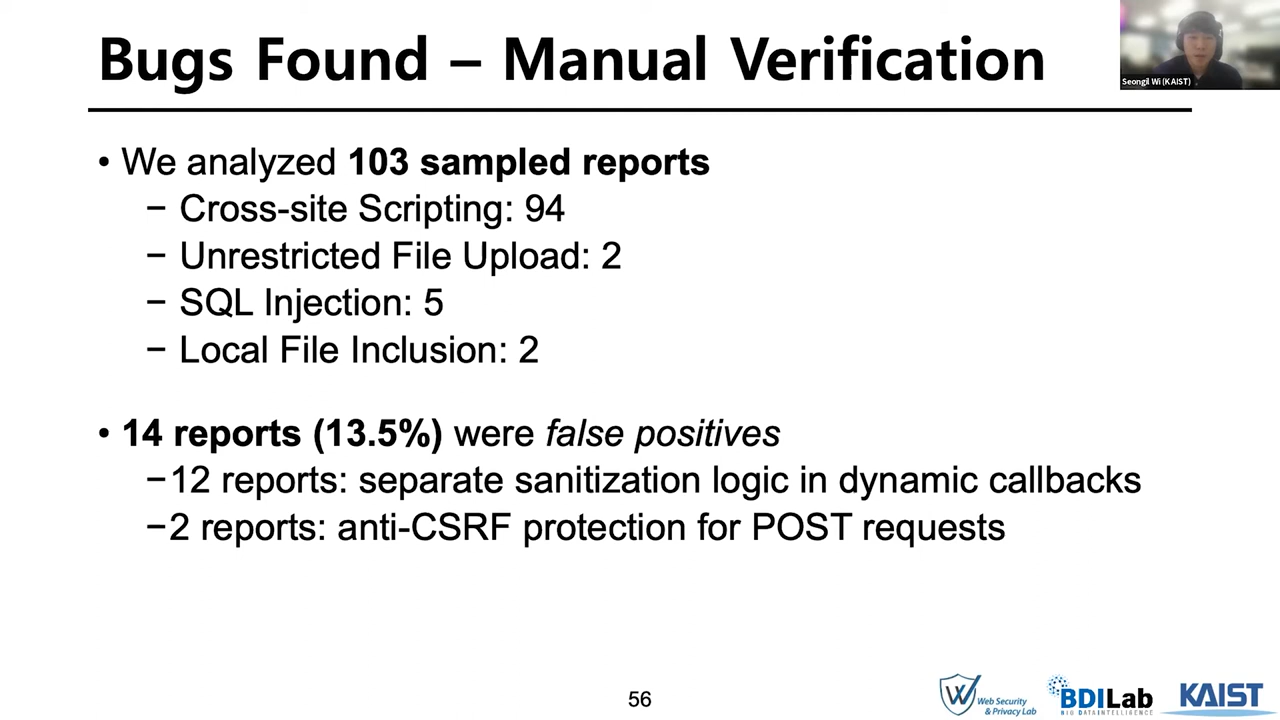 Bugs Found – Manual Verification
Seongil Wi (KAIST)
• We analyzed 103 sampled reports
− Cross-site Scripting: 94
− Unrestricted File Upload: 2
− SQL Injection: 5
− Local File Inclusion: 2
• 14 reports (13.5%) were false positives
−12 reports: separate sanitization logic in dynamic callbacks
−2 reports: anti-CSRF protection for POST requests
56
W Web Security
& Privacy Lab
BDILab
BIG DATA INTELLIGENCE
KAIST